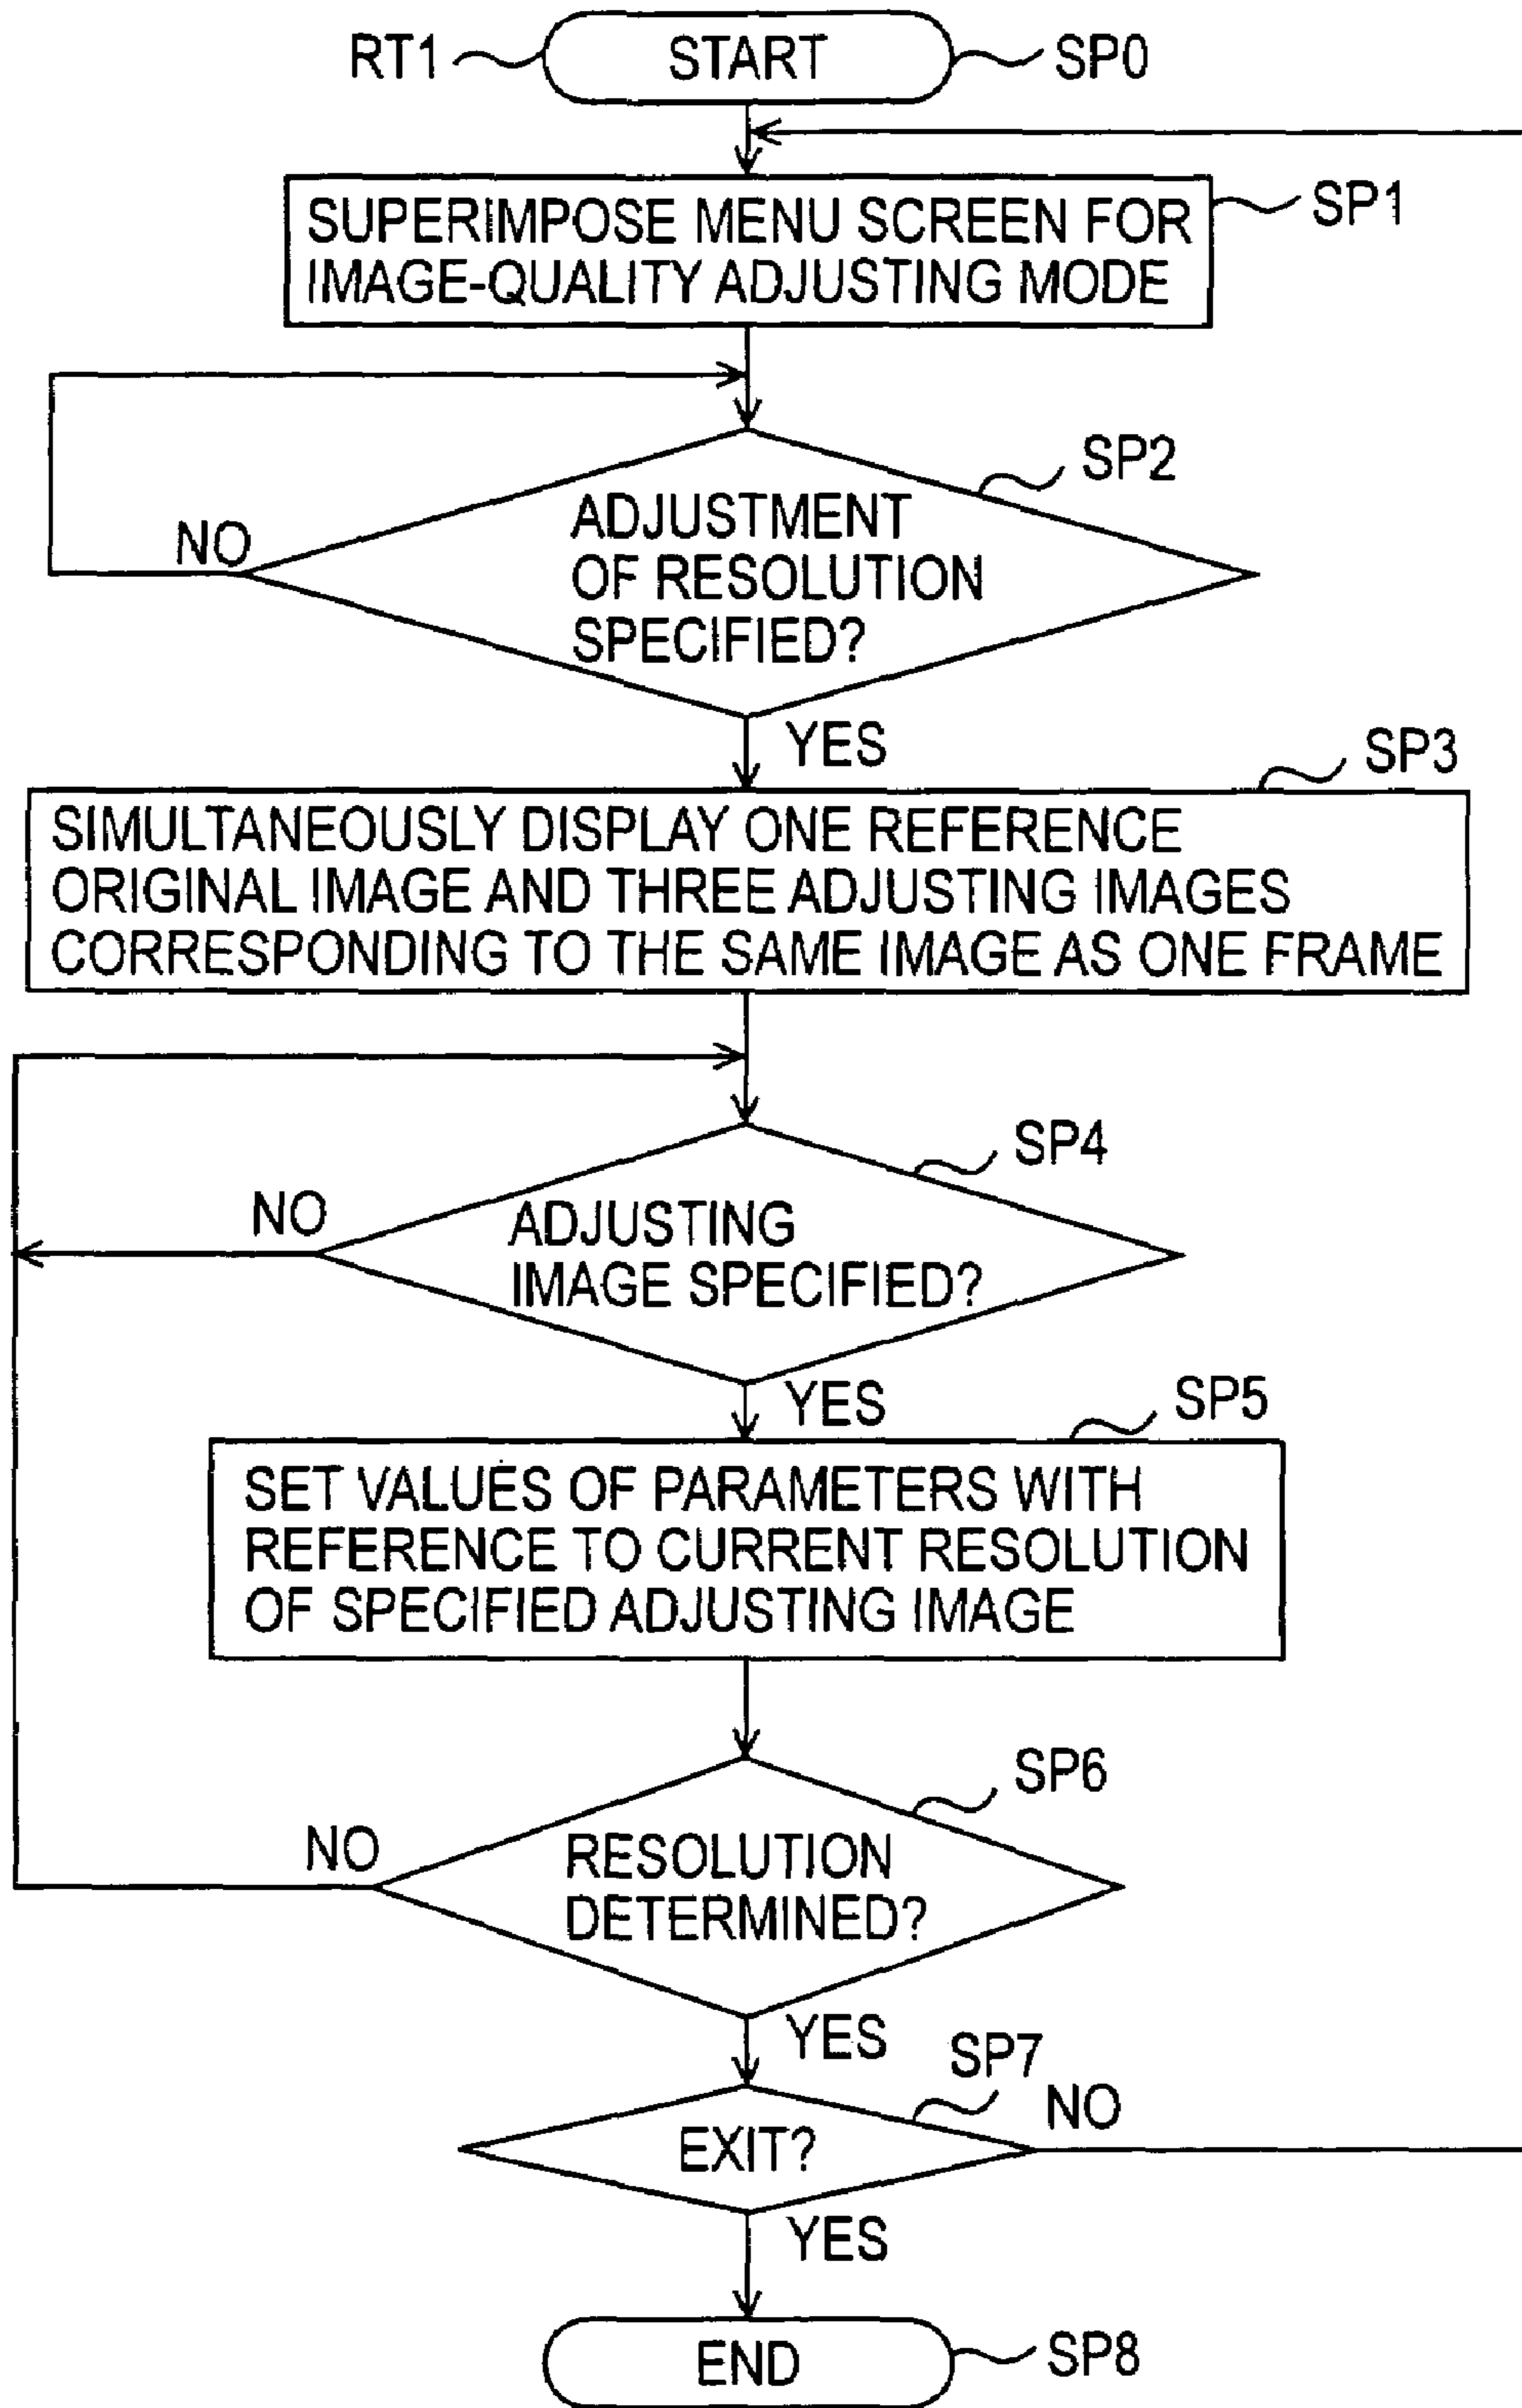 RT1 START SP0
SP1
SUPERIMPOSE MENU SCREEN FOR
IMAGE-QUALITY ADJUSTING MODE
SP2
ADJUSTMENT
OF RESOLUTION
SPECIFIED?
NO
YES
SP3
SIMULTANEOUSLY DISPLAY ONE REFERENCE
ORIGINAL IMAGE AND THREE ADJUSTING IMAGES
CORRESPONDING TO THE SAME IMAGE AS ONE FRAME
SP4
NO
ADJUSTING
IMAGE SPECIFIED?
YES
SP5
SET VALUES OF PARAMETERS WITH
REFERENCE TO CURRENT RESOLUTION
OF SPECIFIED ADJUSTING IMAGE
SP6
NO
RESOLUTION
DETERMINED?
YES
SP7
NO
EXIT?
YES
END SP8